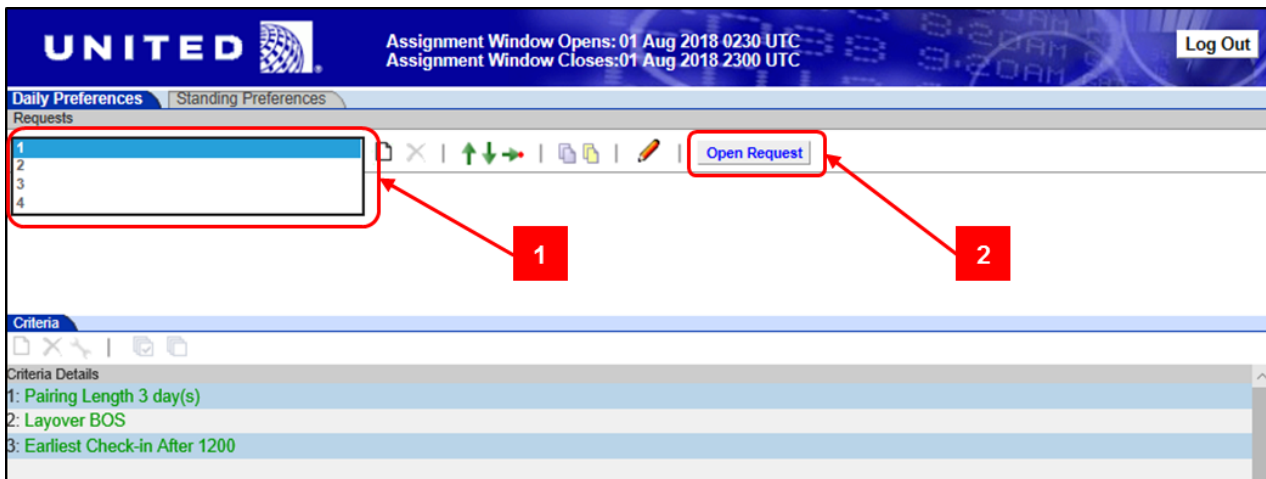 UNITED
Assignment Window Opens: 01 Aug 2018 0230 UTC
Assignment Window Closes:01 Aug 2018 2300 UTC
Log Out
Daily Preferences
Standing Preferences
Requests
1
2
3
4
Open Request
1
2
Criteria
Criteria Details
1: Pairing Length 3 day(s)
2: Layover BOS
3: Earliest Check-in After 1200